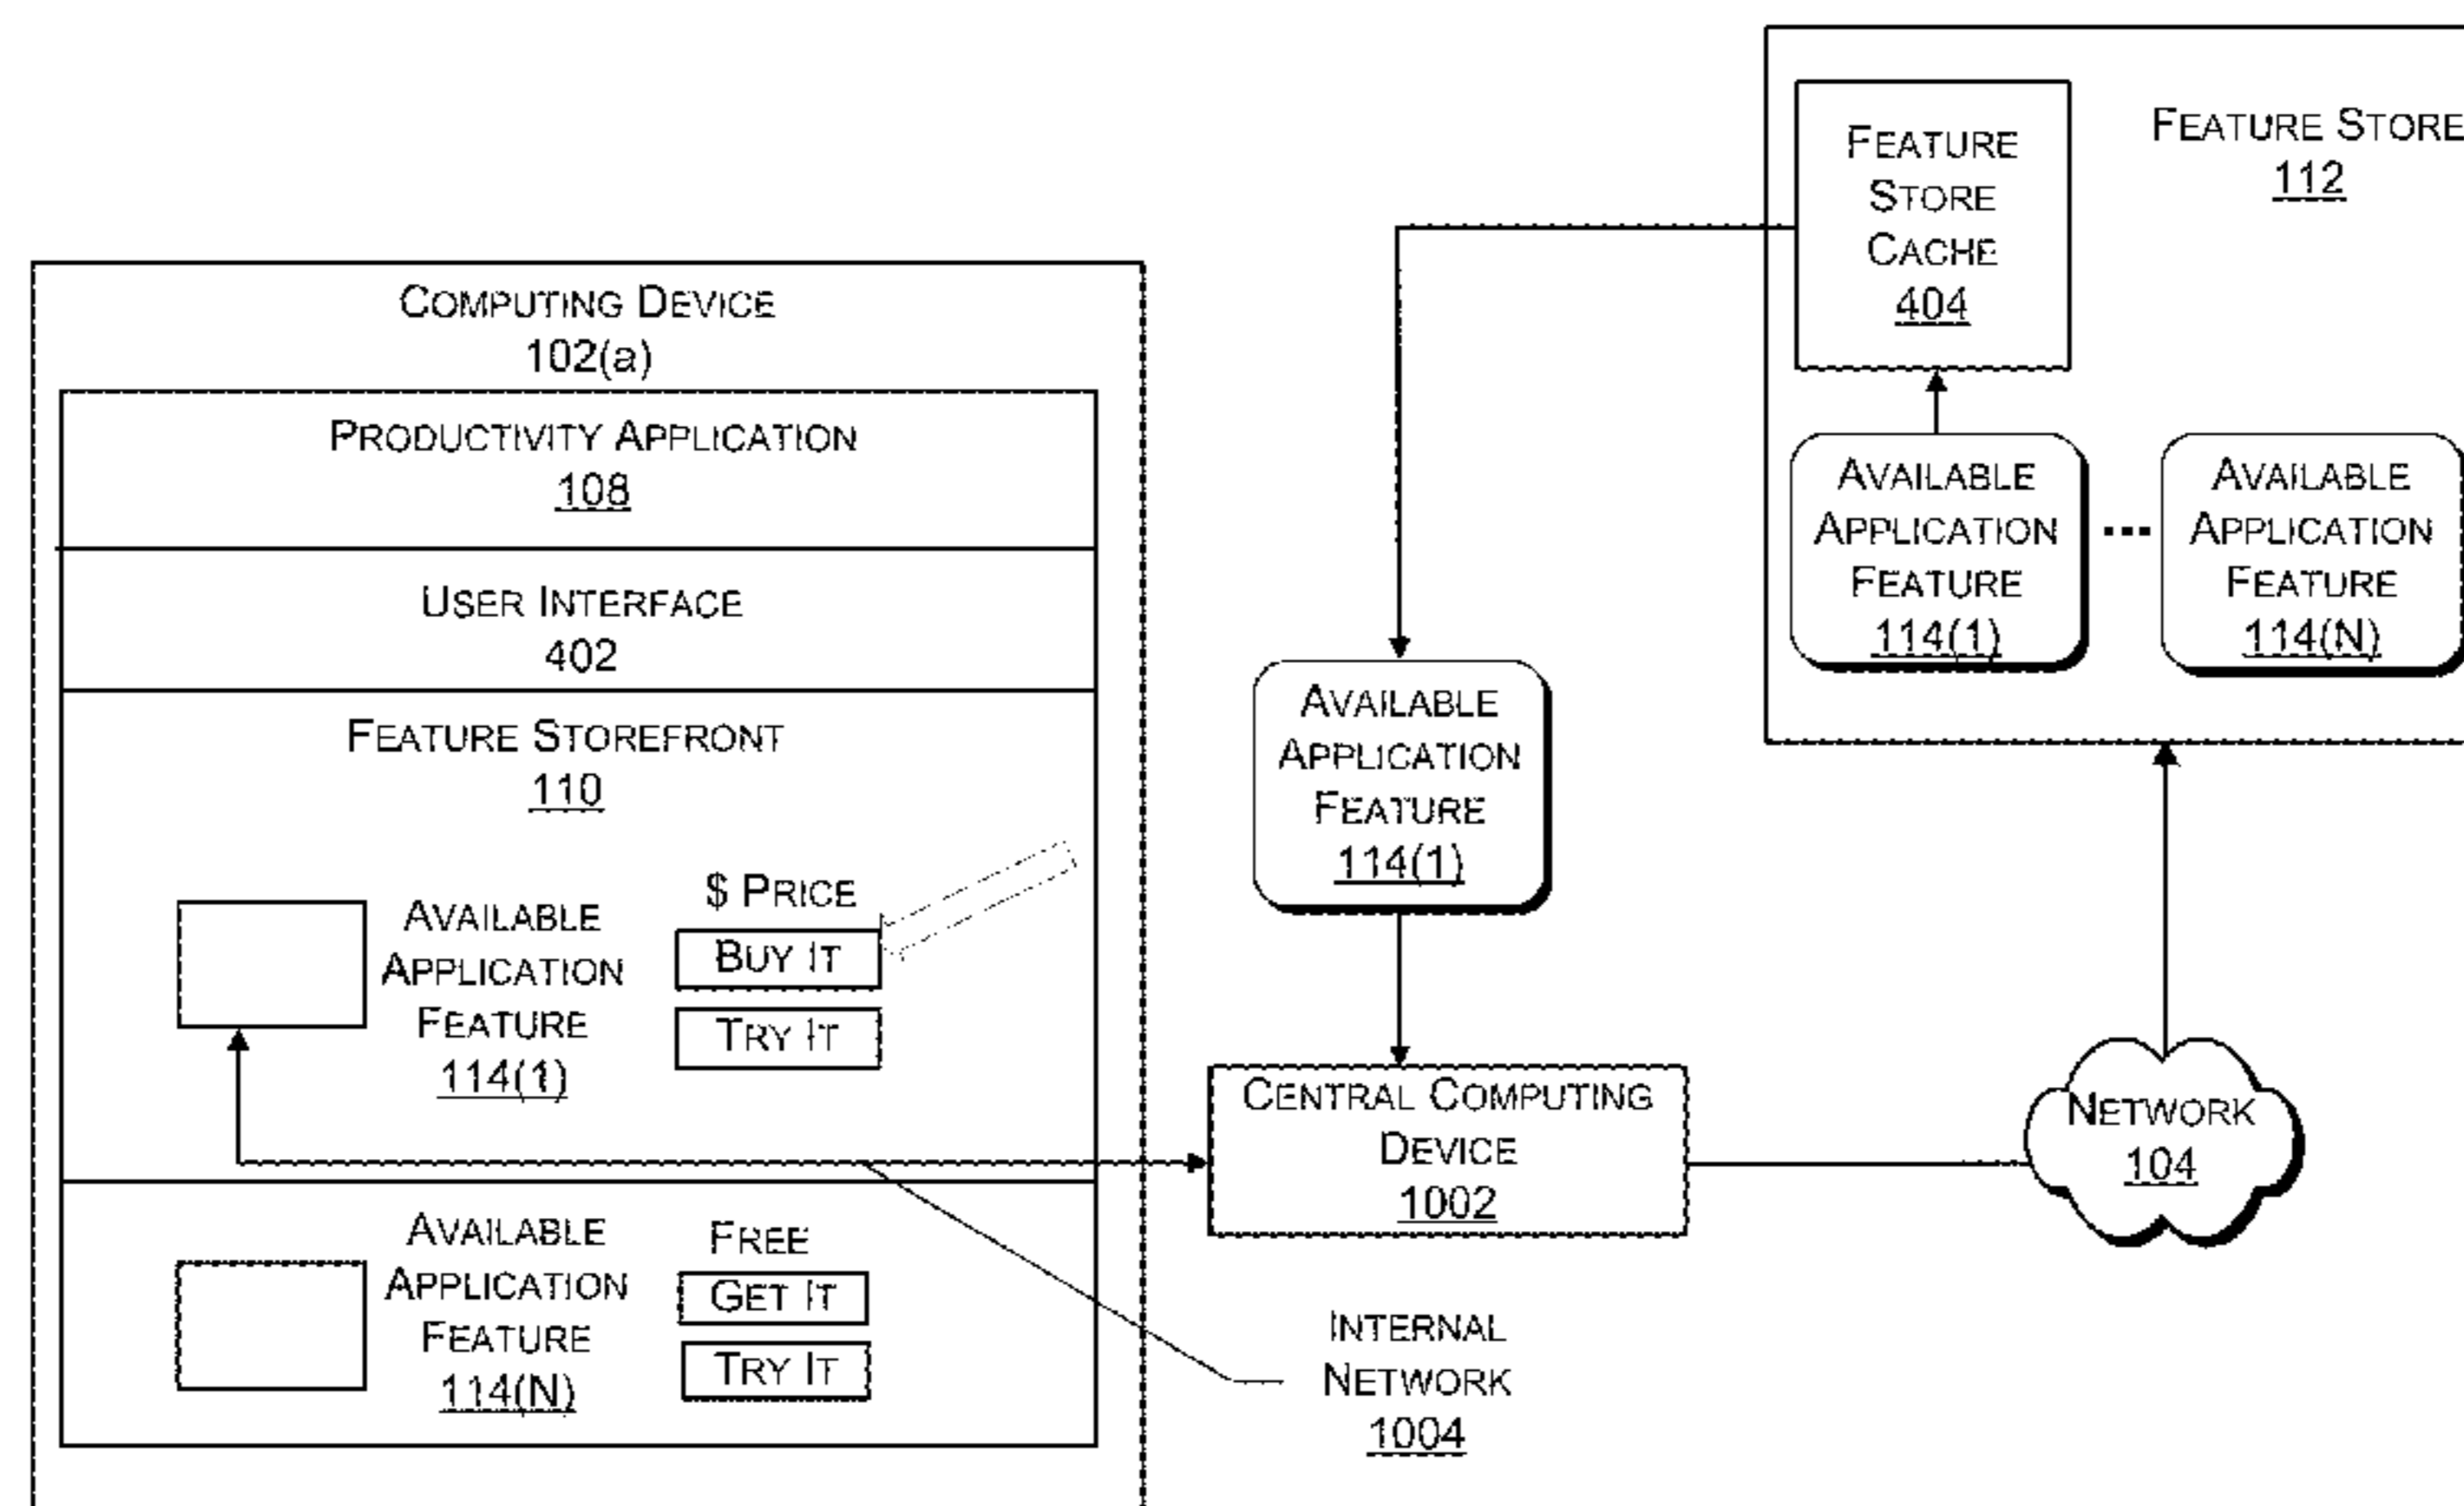 COMPUTING DEVICE
102(a)
PRODUCTIVITY APPLICATION
108
USER INTERFACE
402
FEATURE STOREFRONT
110
AVAILABLE
APPLICATION
FEATURE
114(1)
$ PRICE
BUY IT
TRY IT
AVAILABLE
APPLICATION
FEATURE
114(N)
FREE
GET IT
TRY IT
AVAILABLE
APPLICATION
FEATURE
114(1)
CENTRAL COMPUTING
DEVICE
1002
INTERNAL
NETWORK
1004
FEATURE
STORE
CACHE
404
FEATURE STORE
112
AVAILABLE
APPLICATION
FEATURE
114(1)
...
AVAILABLE
APPLICATION
FEATURE
114(N)
NETWORK
104